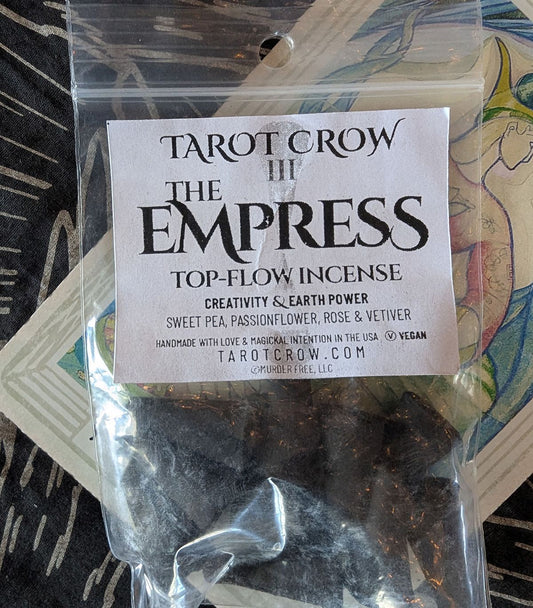 TAROT CROW
III
THE
EMPRESS
TOP-FLOW INCENSE
CREATIVITY & EARTH POWER
SWEET PEA, PASSIONFLOWER, ROSE & VETIVER
HANDMADE WITH LOVE & MAGICKAL INTENTION IN THE USA Ⓥ VEGAN
TAROTCROW.COM
©MURDER FREE, LLC